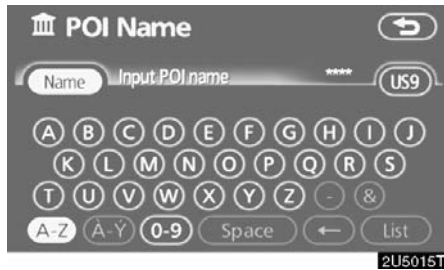 POI Name
Name Input POI name **** US9
A B C D E F G H I J
K L M N O P Q R S
T U V W X Y Z - &
A-Z À-Ý 0-9 Space ← List
2U5015T